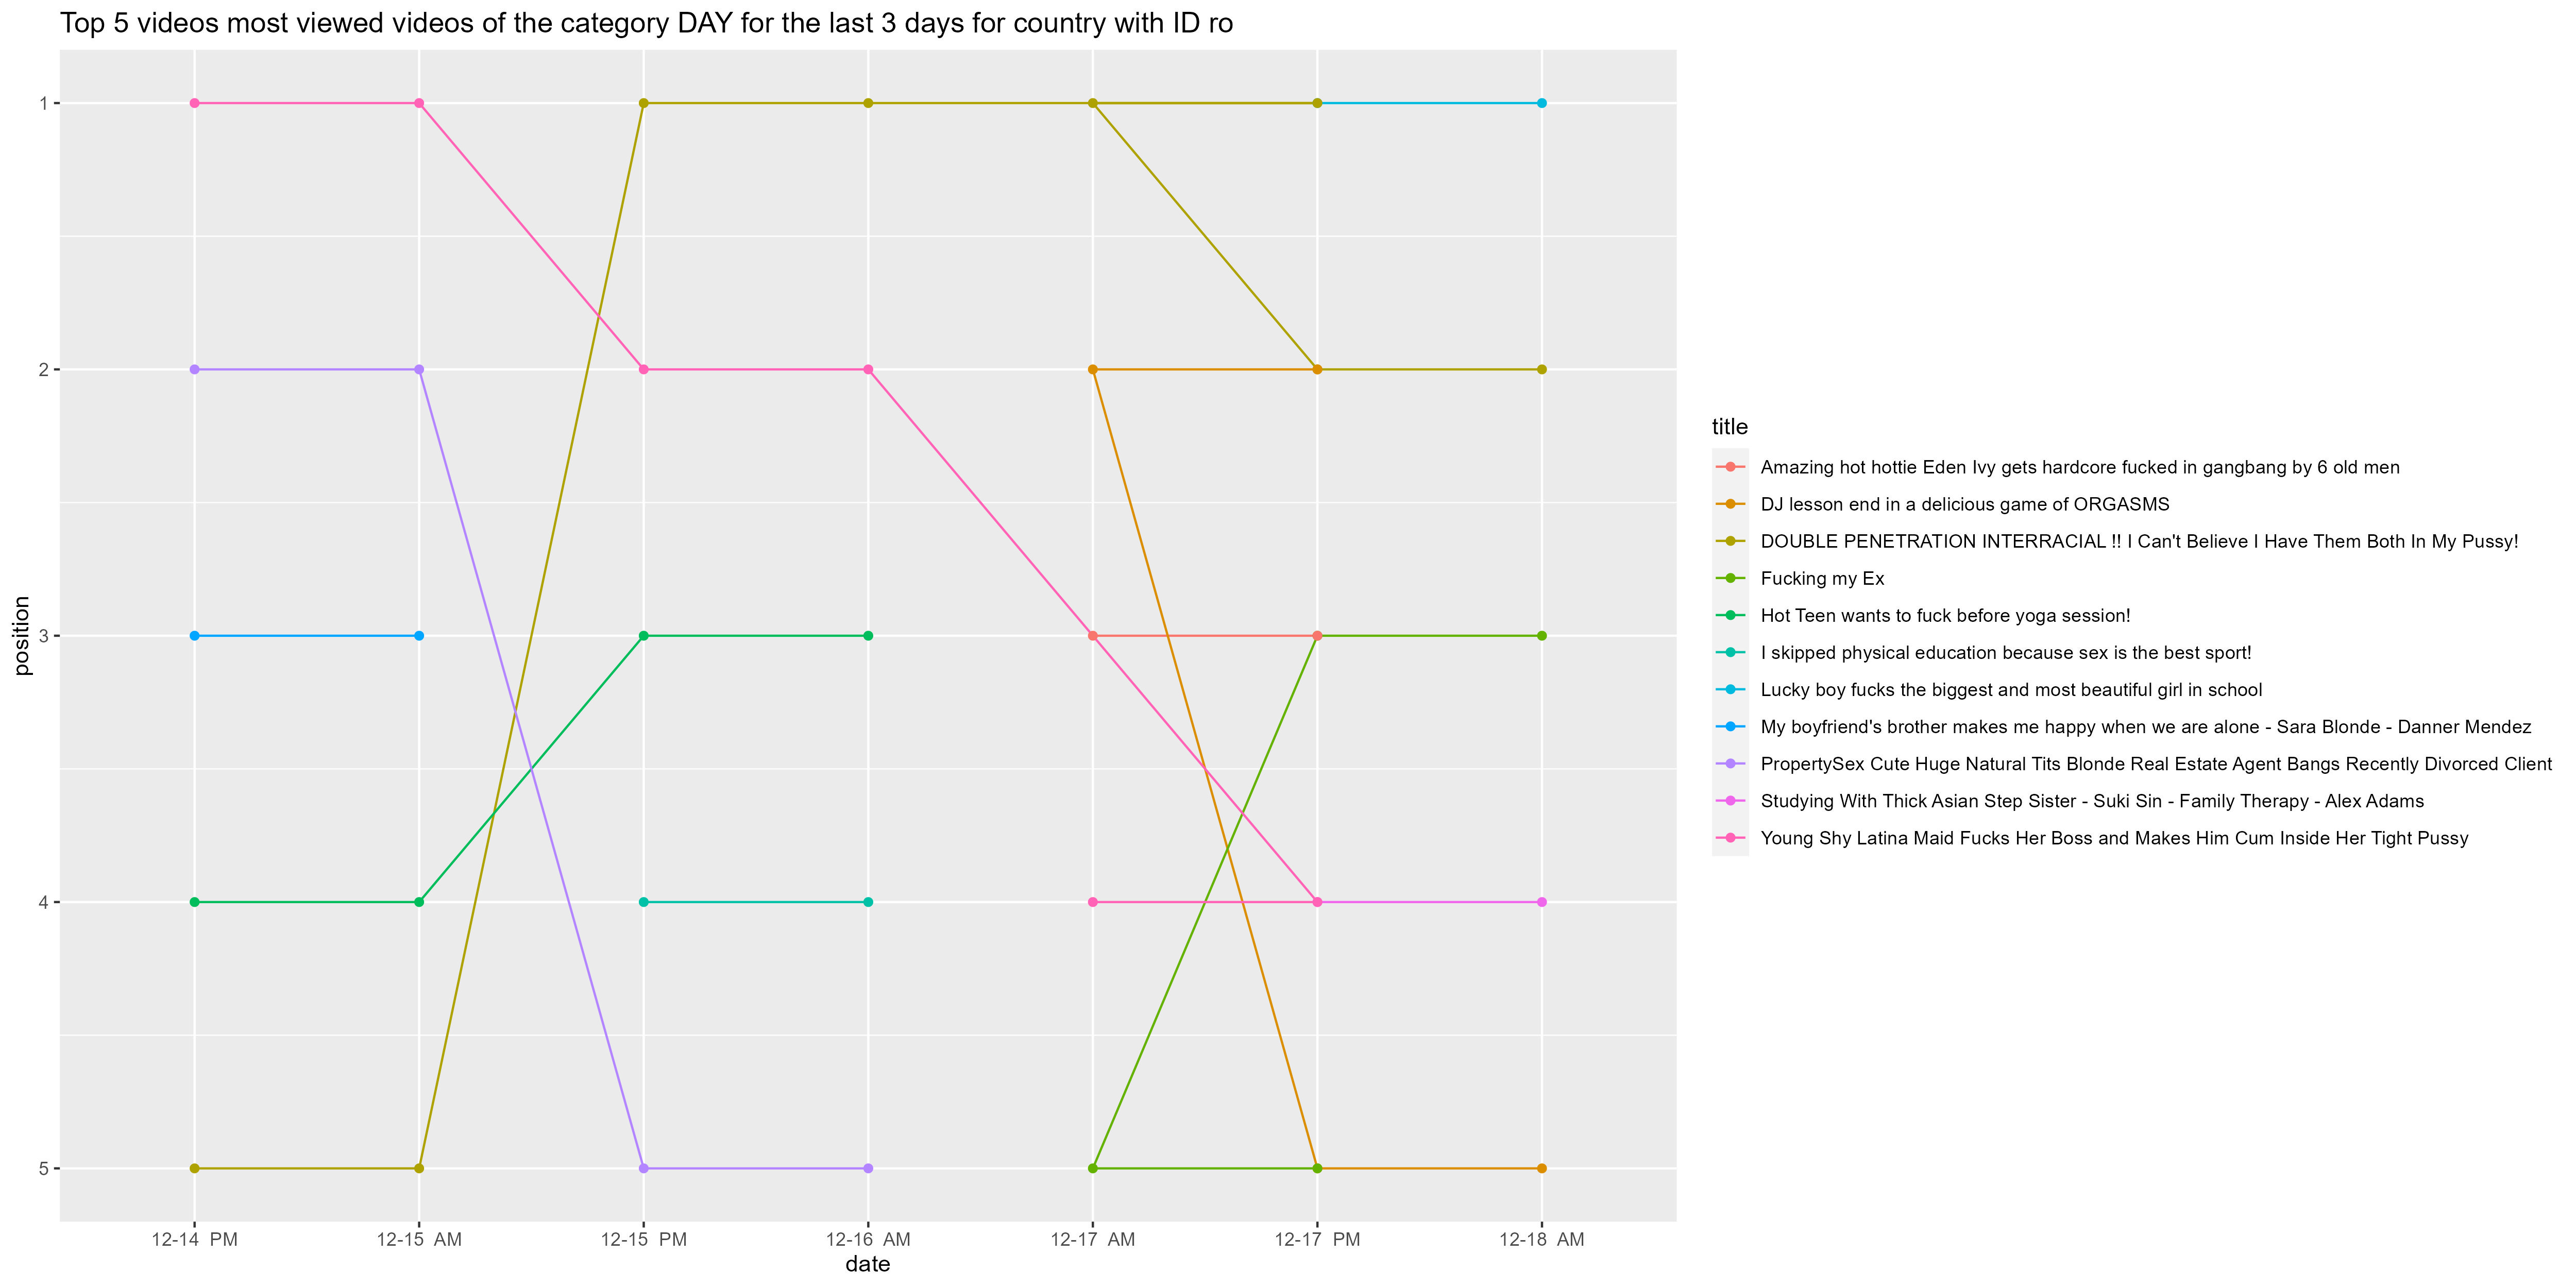 Top 5 videos most viewed videos of the category DAY for the last 3 days for country with ID ro
1
2
3
4
5
position
12-14 PM
12-15 AM
12-15 PM
12-16 AM
12-17 AM
12-17 PM
12-18 AM
date
title
Amazing hot hottie Eden Ivy gets hardcore fucked in gangbang by 6 old men
DJ lesson end in a delicious game of ORGASMS
DOUBLE PENETRATION INTERRACIAL !! I Can't Believe I Have Them Both In My Pussy!
Fucking my Ex
Hot Teen wants to fuck before yoga session!
I skipped physical education because sex is the best sport!
Lucky boy fucks the biggest and most beautiful girl in school
My boyfriend's brother makes me happy when we are alone - Sara Blonde - Danner Mendez
PropertySex Cute Huge Natural Tits Blonde Real Estate Agent Bangs Recently Divorced Client
Studying With Thick Asian Step Sister - Suki Sin - Family Therapy - Alex Adams
Young Shy Latina Maid Fucks Her Boss and Makes Him Cum Inside Her Tight Pussy